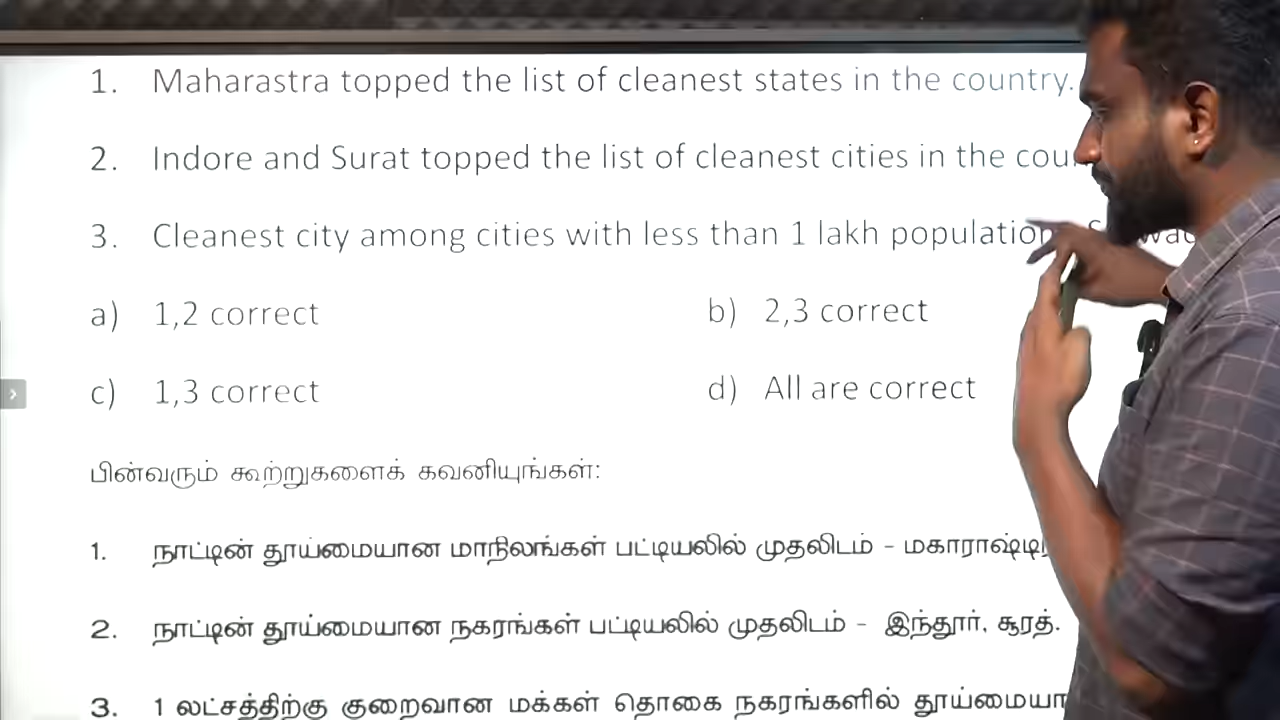 1. Maharastra topped the list of cleanest states in the country.
2. Indore and Surat topped the list of cleanest cities in the
3. Cleanest city among cities with less than 1 lakh population
a) 1,2 correct b) 2,3 correct
c) 1,3 correct d) All are correct
பின்வரும் கூற்றுகளைக் கவனியுங்கள்:
1. நாட்டின் தூய்மையான மாநிலங்கள் பட்டியலில் முதலிடம் –
2. நாட்டின் தூய்மையான நகரங்கள் பட்டியலில் முதலிடம் – இந்தூர், சூரத்.
3. 1 லட்சத்திற்கு குறைவான மக்கள் தொகை நகரங்களில்